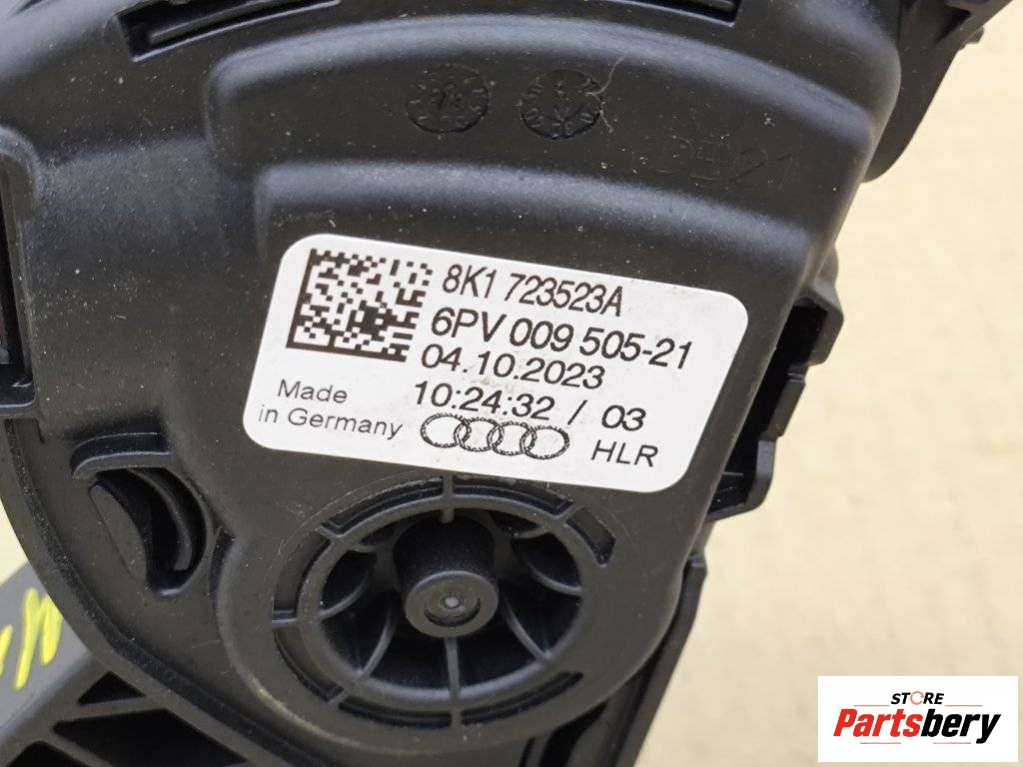 8K1 723523A
6PV 009 505-21
04.10.2023
10:24:32 / 03
Made
in Germany
HLR
STORE
Partsbery